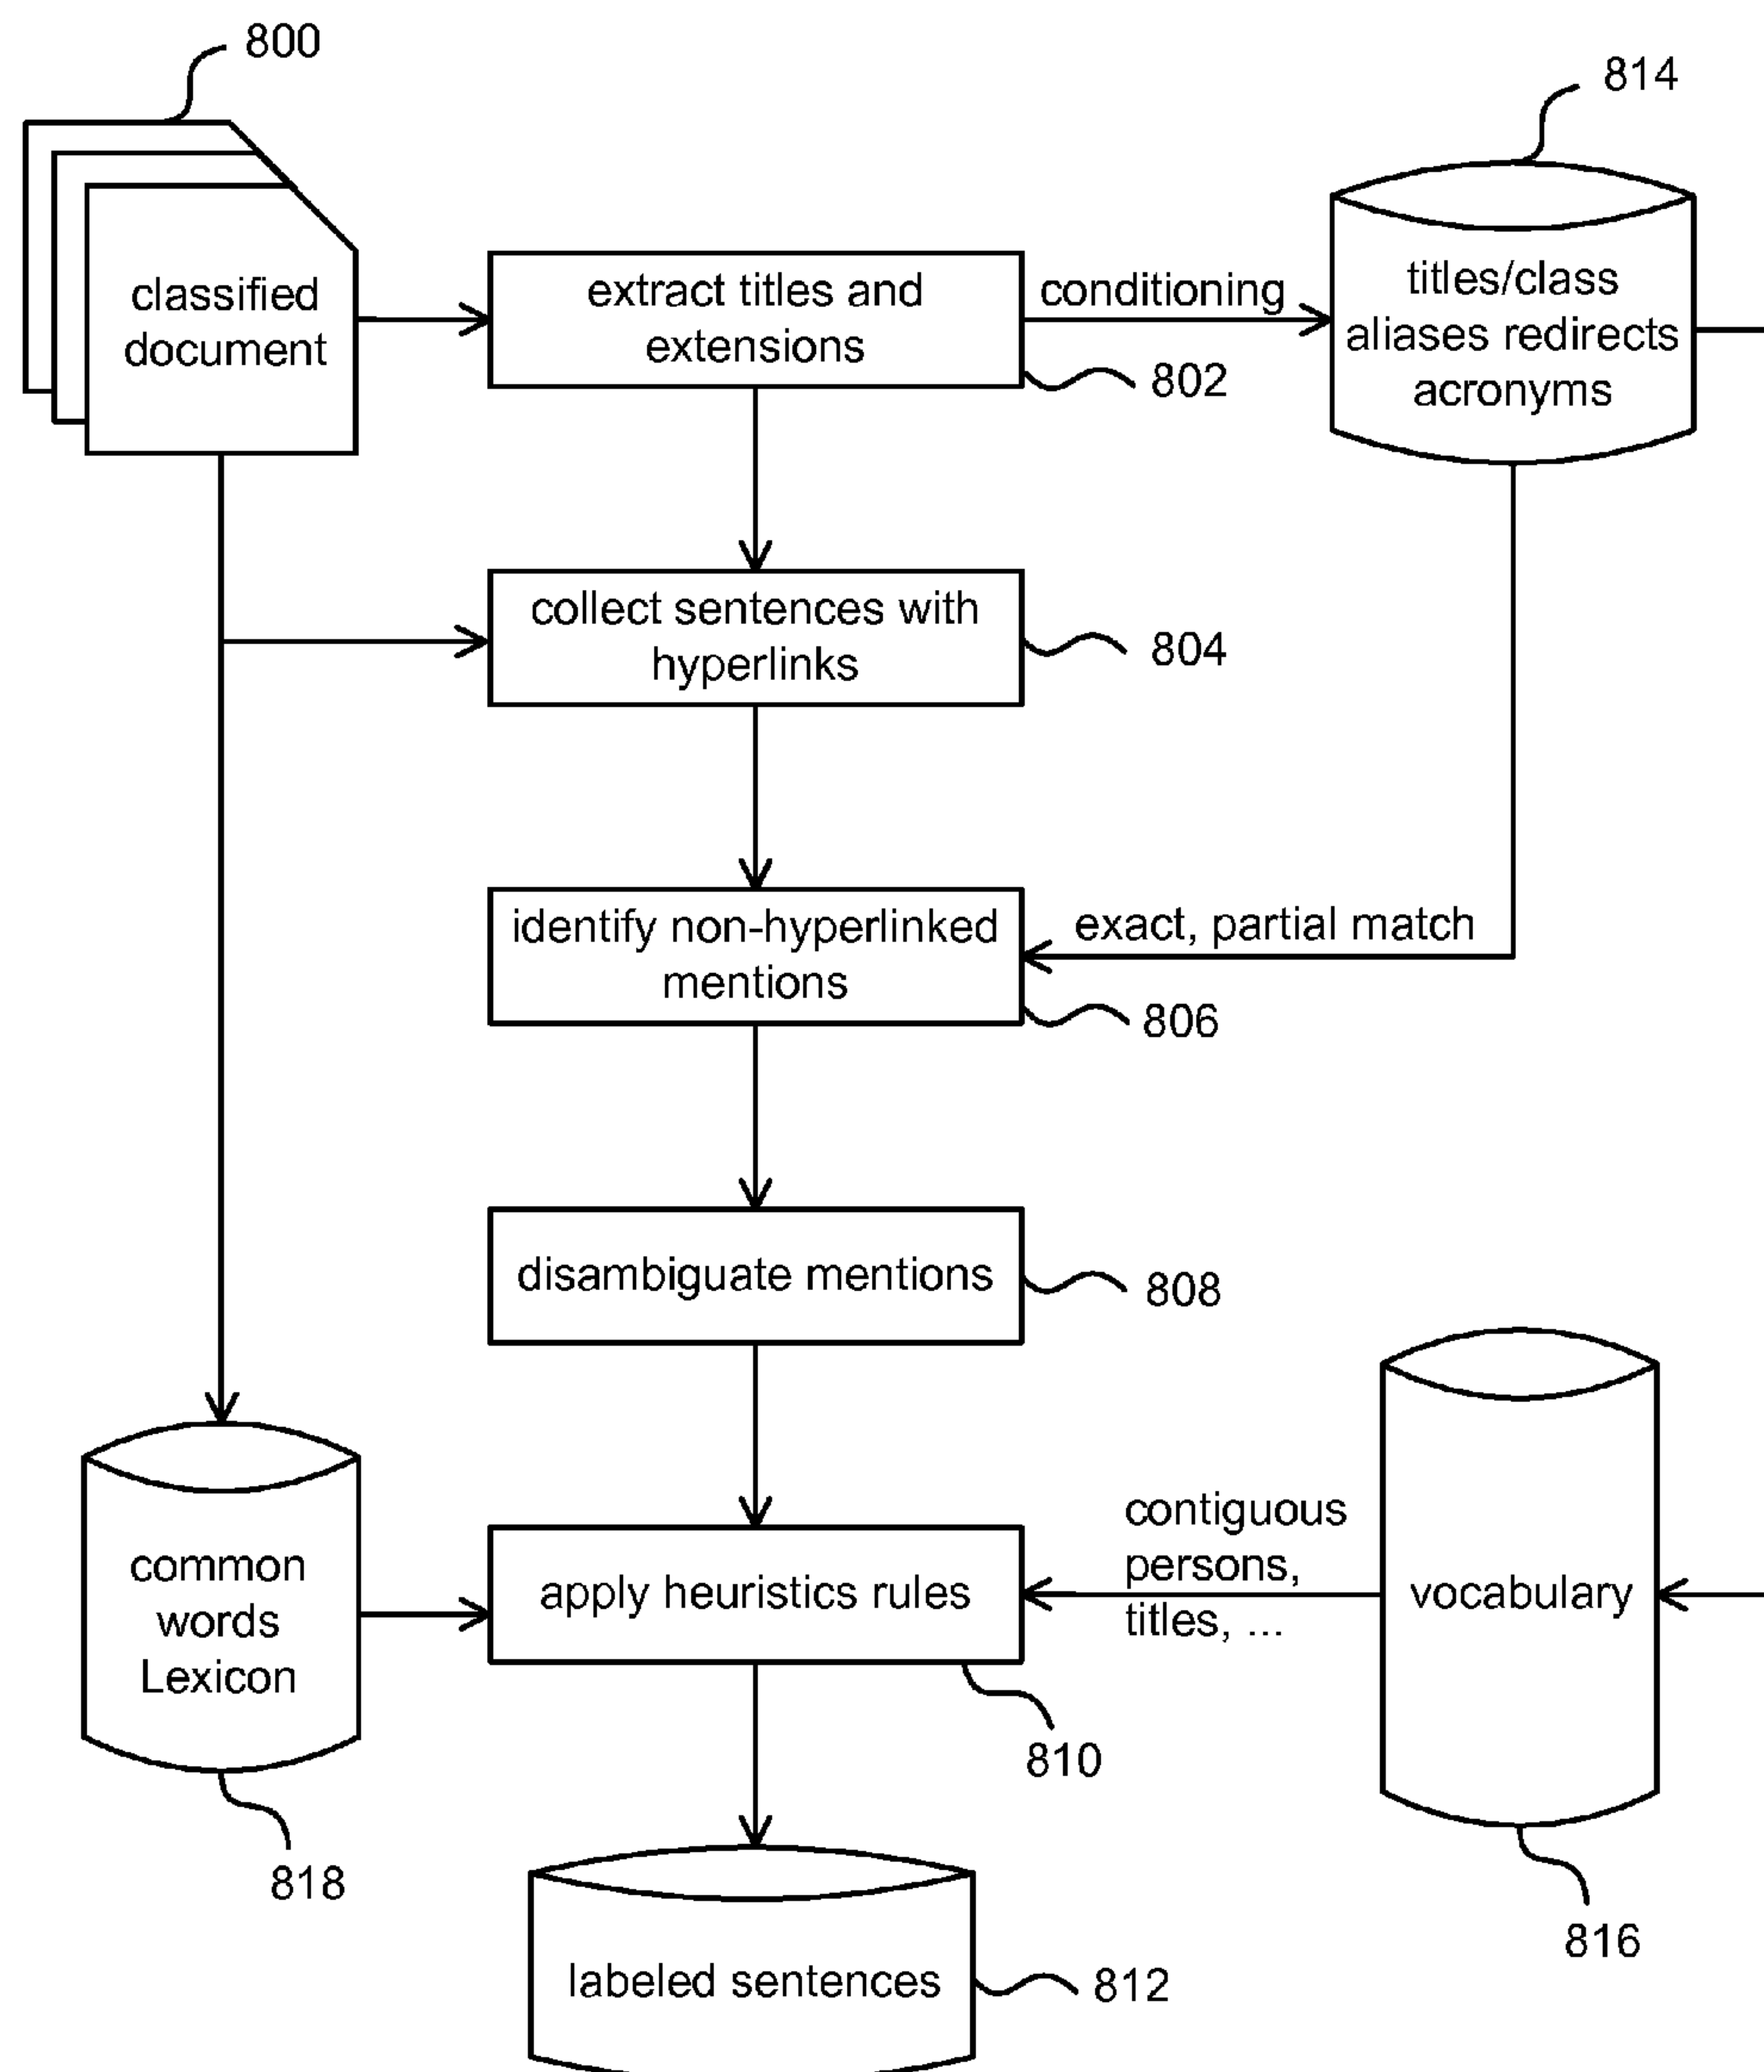 800
814
classified
document
extract titles and
extensions
conditioning
802
titles/class
aliases redirects
acronyms
collect sentences with
hyperlinks
804
identify non-hyperlinked
mentions
exact, partial match
806
disambiguate mentions
808
common
words
Lexicon
apply heuristics rules
contiguous
persons,
titles, ...
vocabulary
810
818
816
labeled sentences
812